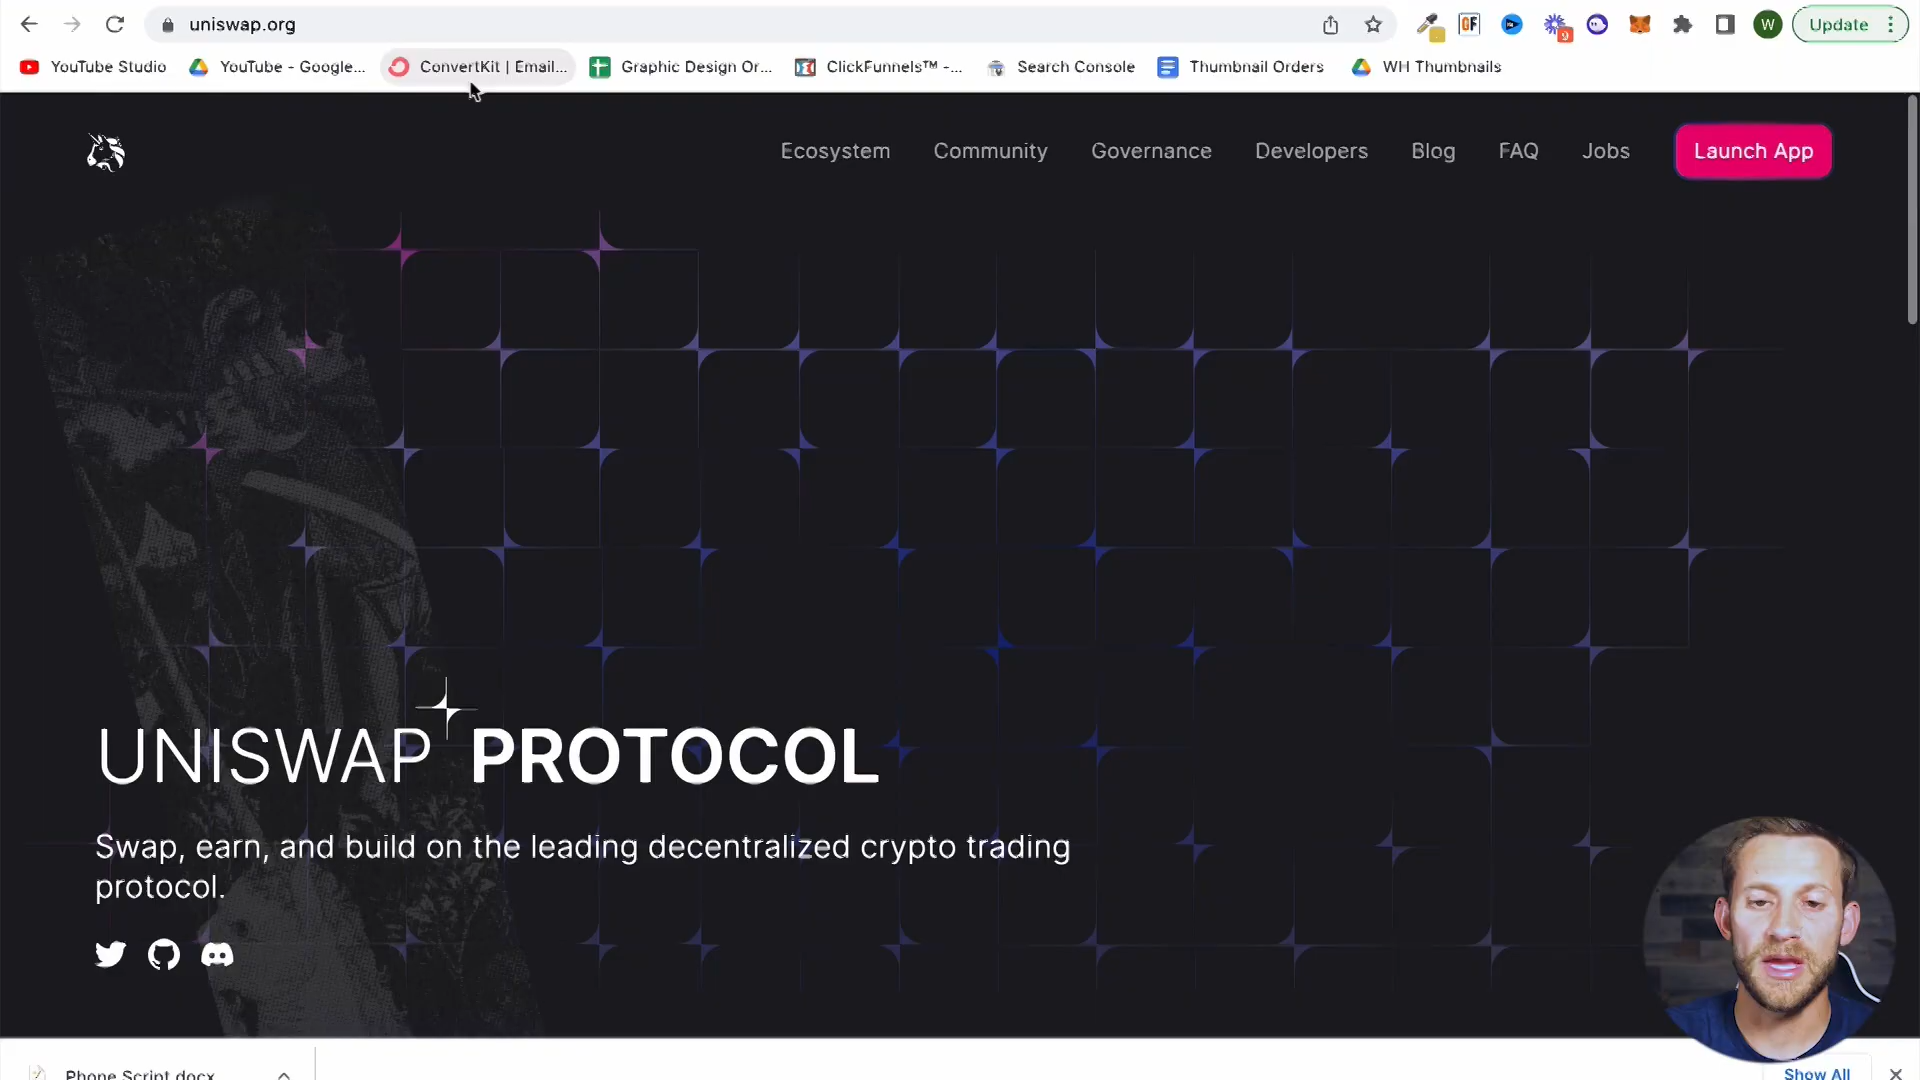 uniswap.org
9
W
Update
YouTube Studio
YouTube - Google...
ConvertKit | Email...
Graphic Design Or...
ClickFunnels™ -...
Search Console
Thumbnail Orders
WH Thumbnails
Ecosystem
Community
Governance
Developers
Blog
FAQ
Jobs
Launch App
UNISWAP PROTOCOL
Swap, earn, and build on the leading decentralized crypto trading
protocol.
Phone Script.docx
Show All